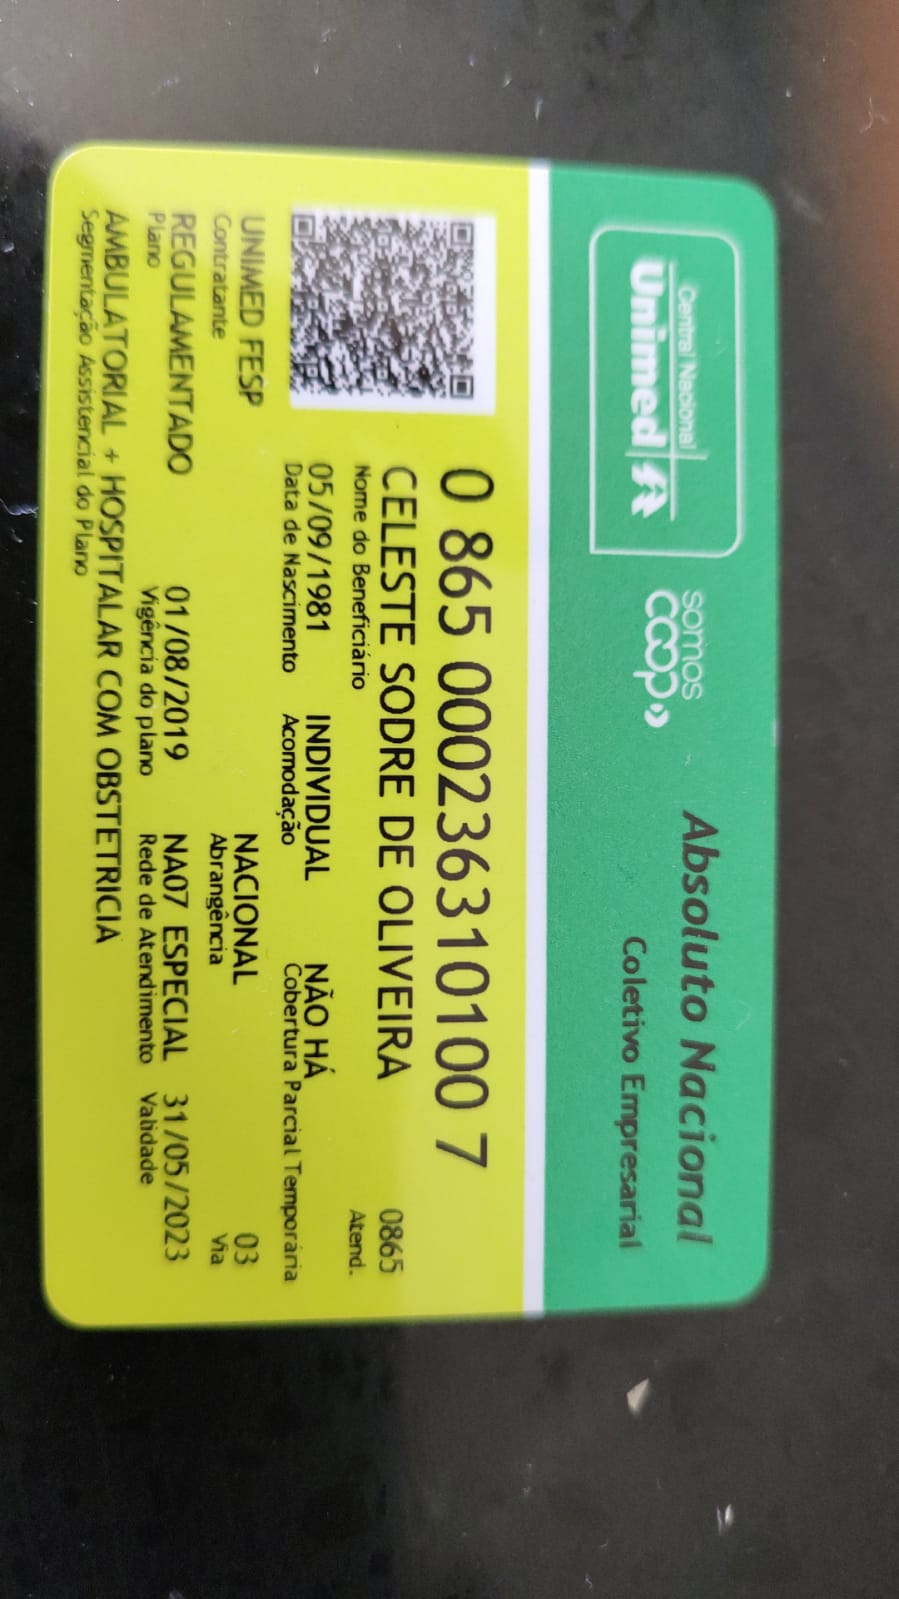 Central Nacional
Unimed
somos
coop
Absoluto Nacional
Coletivo Empresarial
0 865 000236310100 7
CELESTE SODRE DE OLIVEIRA 0865
Nome do Beneficiário Atend.
05/09/1981 INDIVIDUAL NÃO HÁ
Data de Nascimento Acomodação Cobertura Parcial Temporária
UNIMED FESP NACIONAL 03
Contratante Abrangência Via
REGULAMENTADO 01/08/2019 NA07 ESPECIAL 31/05/2023
Plano Vigência do plano Rede de Atendimento Validade
AMBULATORIAL + HOSPITALAR COM OBSTETRICIA
Segmentação Assistencial do Plano